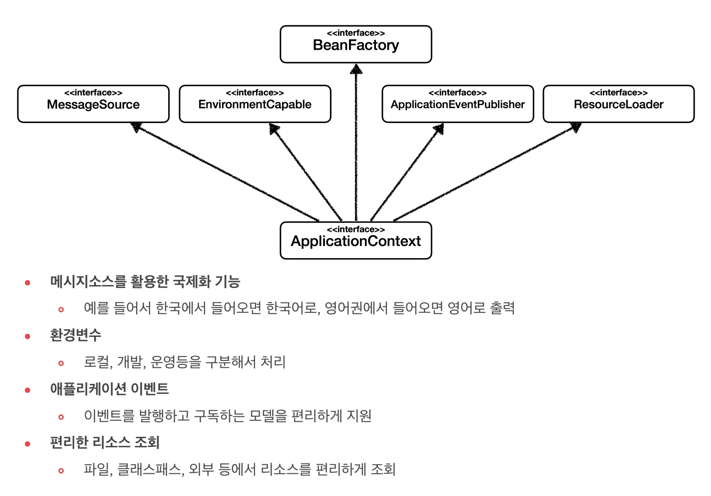 <<interface>>
BeanFactory
<<interface>>
MessageSource
<<interface>>
EnvironmentCapable
<<interface>>
ApplicationEventPublisher
<<interface>>
ResourceLoader
<<interface>>
ApplicationContext
메시지소스를 활용한 국제화 기능
예를 들어서 한국에서 들어오면 한국어로, 영어권에서 들어오면 영어로 출력
환경변수
로컬, 개발, 운영등을 구분해서 처리
애플리케이션 이벤트
이벤트를 발행하고 구독하는 모델을 편리하게 지원
편리한 리소스 조회
파일, 클래스패스, 외부 등에서 리소스를 편리하게 조회